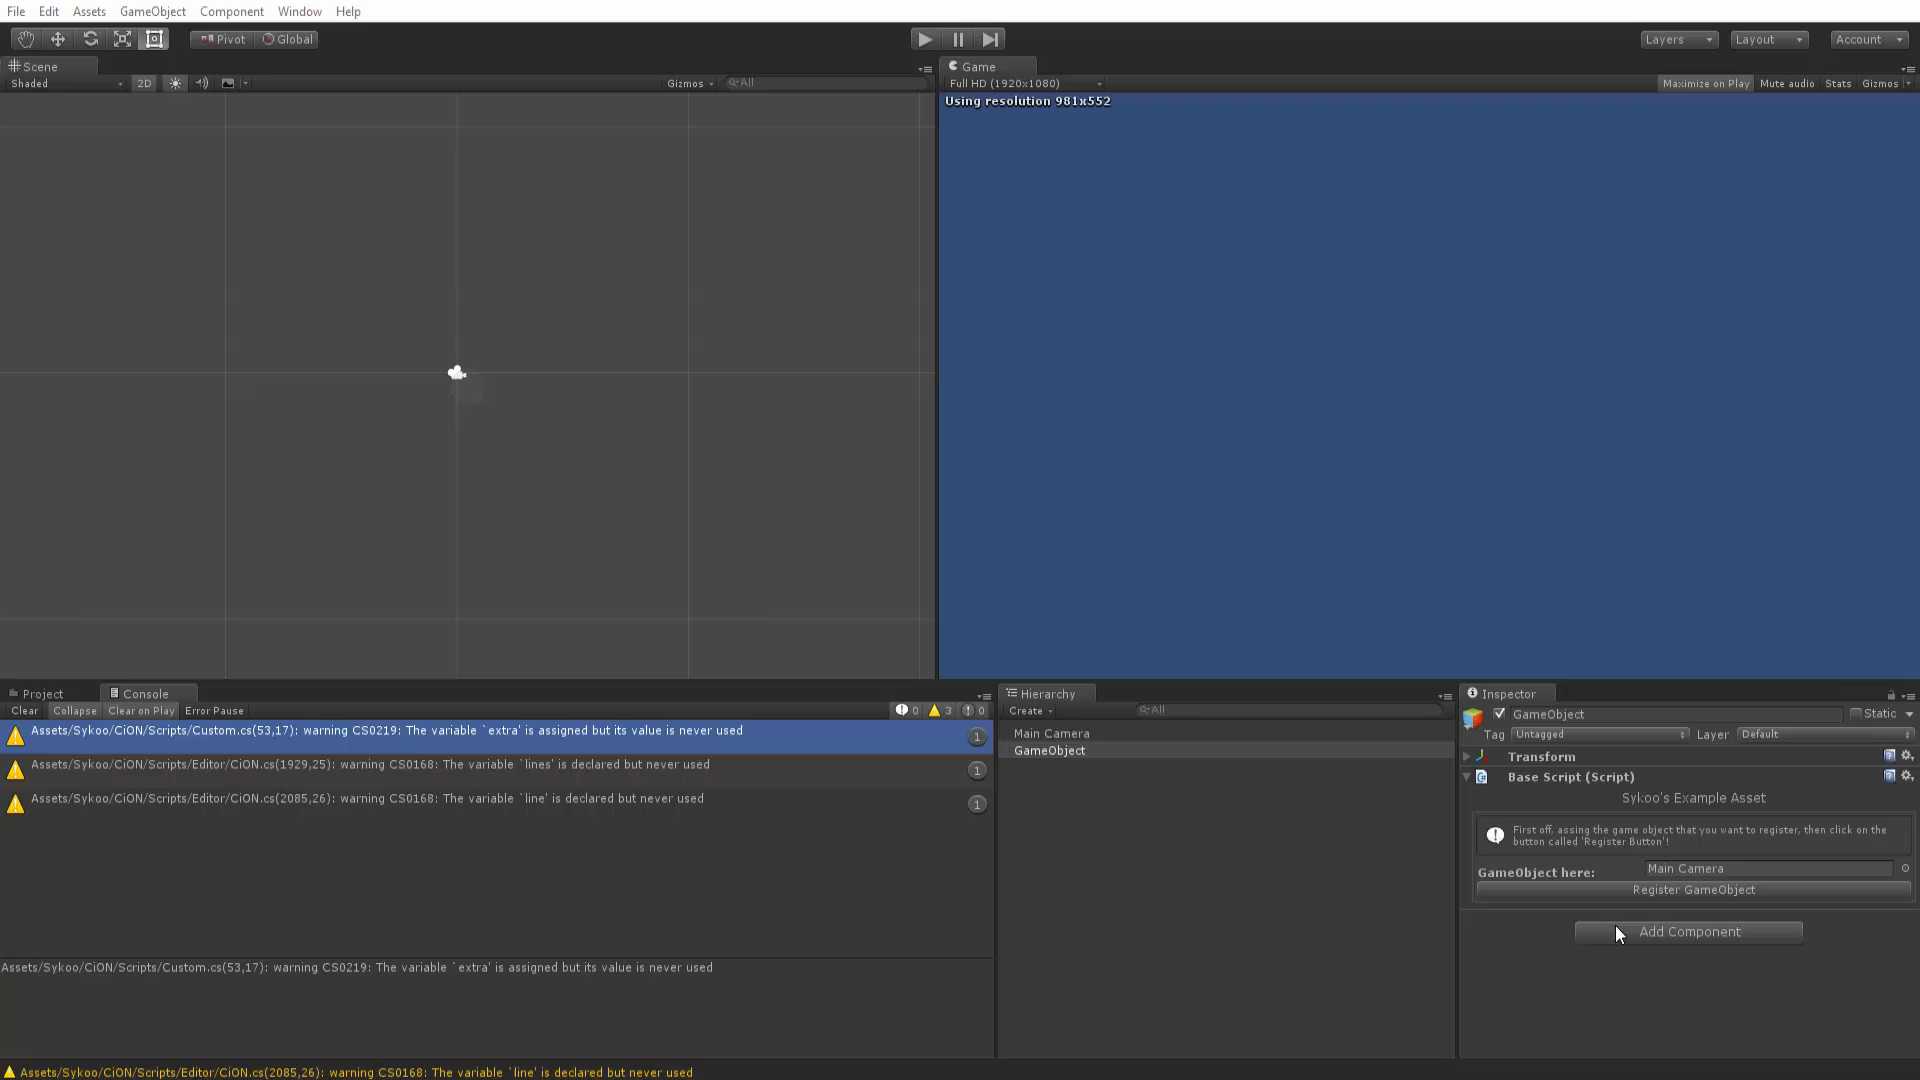 File Edit Assets GameObject Component Window Help
Pivot Global Layers Layout Account
Scene
Shaded 2D Gizmos All
Game
Full HD (1920x1080) Maximize on Play Mute audio Stats Gizmos
Using resolution 981x552
Project Console
Clear Collapse Clear on Play Error Pause 0 3 0
Assets/Sykoo/CiON/Scripts/Custom.cs(53,17): warning CS0219: The variable `extra' is assigned but its value is never used 1
Assets/Sykoo/CiON/Scripts/Editor/CiON.cs(1929,25): warning CS0168: The variable `lines' is declared but never used 1
Assets/Sykoo/CiON/Scripts/Editor/CiON.cs(2085,26): warning CS0168: The variable `line' is declared but never used 1
Assets/Sykoo/CiON/Scripts/Custom.cs(53,17): warning CS0219: The variable `extra' is assigned but its value is never used
Hierarchy
Create All
Main Camera
GameObject
Inspector
GameObject Static
Tag Untagged Layer Default
Transform
Base Script (Script)
Sykoo's Example Asset
First off, assing the game object that you want to register, then click on the
button called 'Register Button'!
GameObject here: Main Camera
Register GameObject
Add Component
Assets/Sykoo/CiON/Scripts/Editor/CiON.cs(2085,26): warning CS0168: The variable `line' is declared but never used